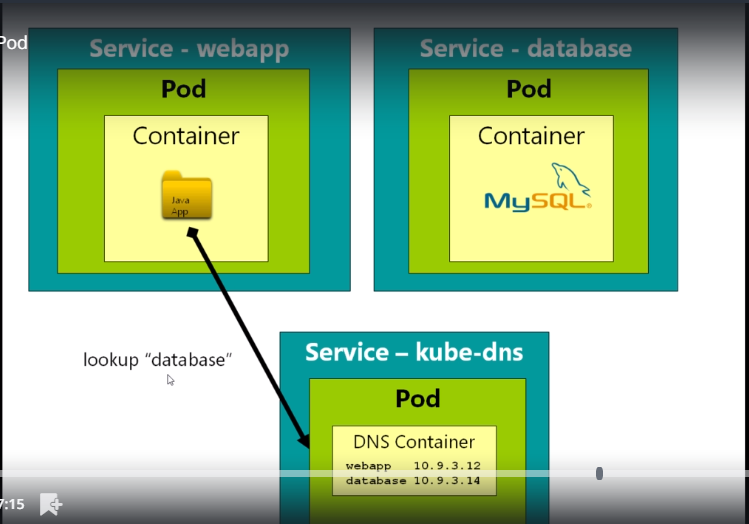 Pod
Service - webapp
Pod
Container
Java
App
Service - database
Pod
Container
MySQL®
lookup “database”
Service – kube-dns
Pod
DNS Container
webapp 10.9.3.12
database 10.9.3.14
7:15